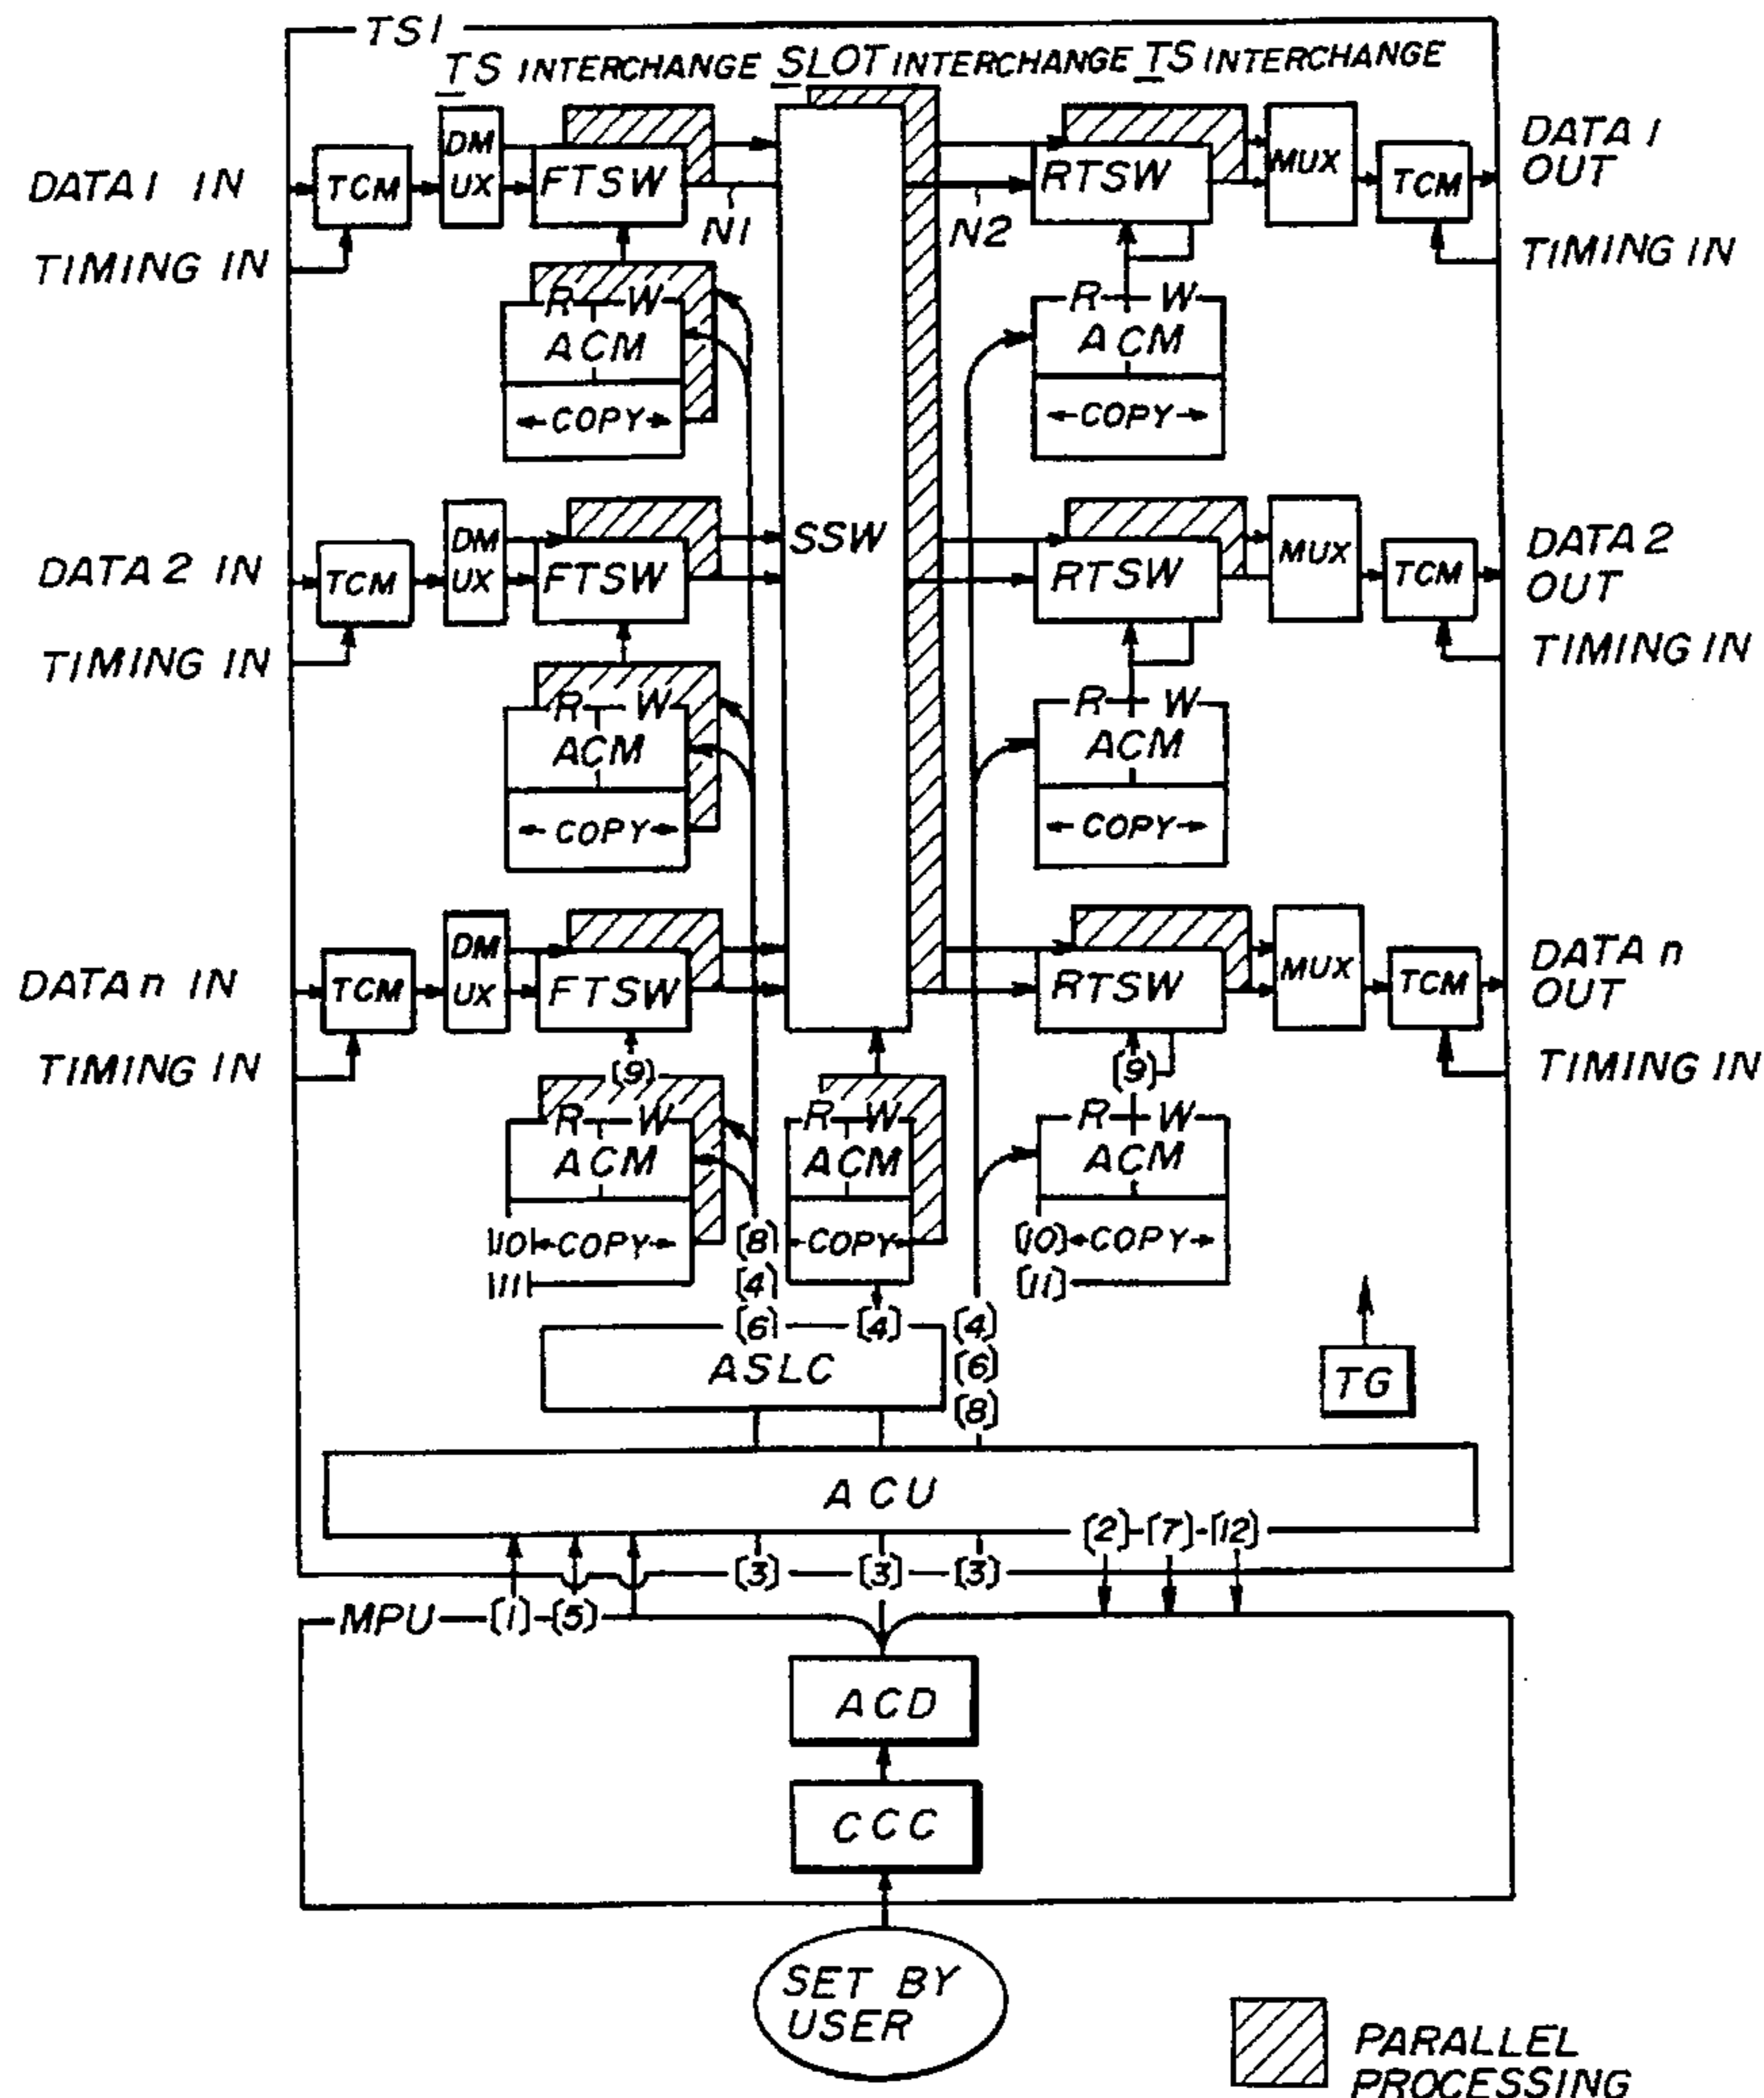 TSI
TS INTERCHANGE SLOT INTERCHANGE TS INTERCHANGE
DATA 1 IN
TCM
DM
UX
FTSW
N1
N2
RTSW
MUX
TCM
DATA 1
OUT
TIMING IN
TIMING IN
R W
ACM
COPY
R W
ACM
COPY
DATA 2 IN
TCM
DM
UX
FTSW
SSW
RTSW
MUX
TCM
DATA 2
OUT
TIMING IN
TIMING IN
R W
ACM
COPY
R W
ACM
COPY
DATA n IN
TCM
DM
UX
FTSW
RTSW
MUX
TCM
DATA n
OUT
TIMING IN
TIMING IN
[9]
[9]
R W
ACM
[10] COPY
[11]
R W
ACM
COPY
R W
ACM
[10] COPY
[11]
[8]
[4]
[6]
[4]
[4]
[6]
[8]
ASLC
TG
ACU
[2] [7] [12]
[3] [3] [3]
MPU [1] [5]
ACD
CCC
SET BY
USER
PARALLEL
PROCESSING